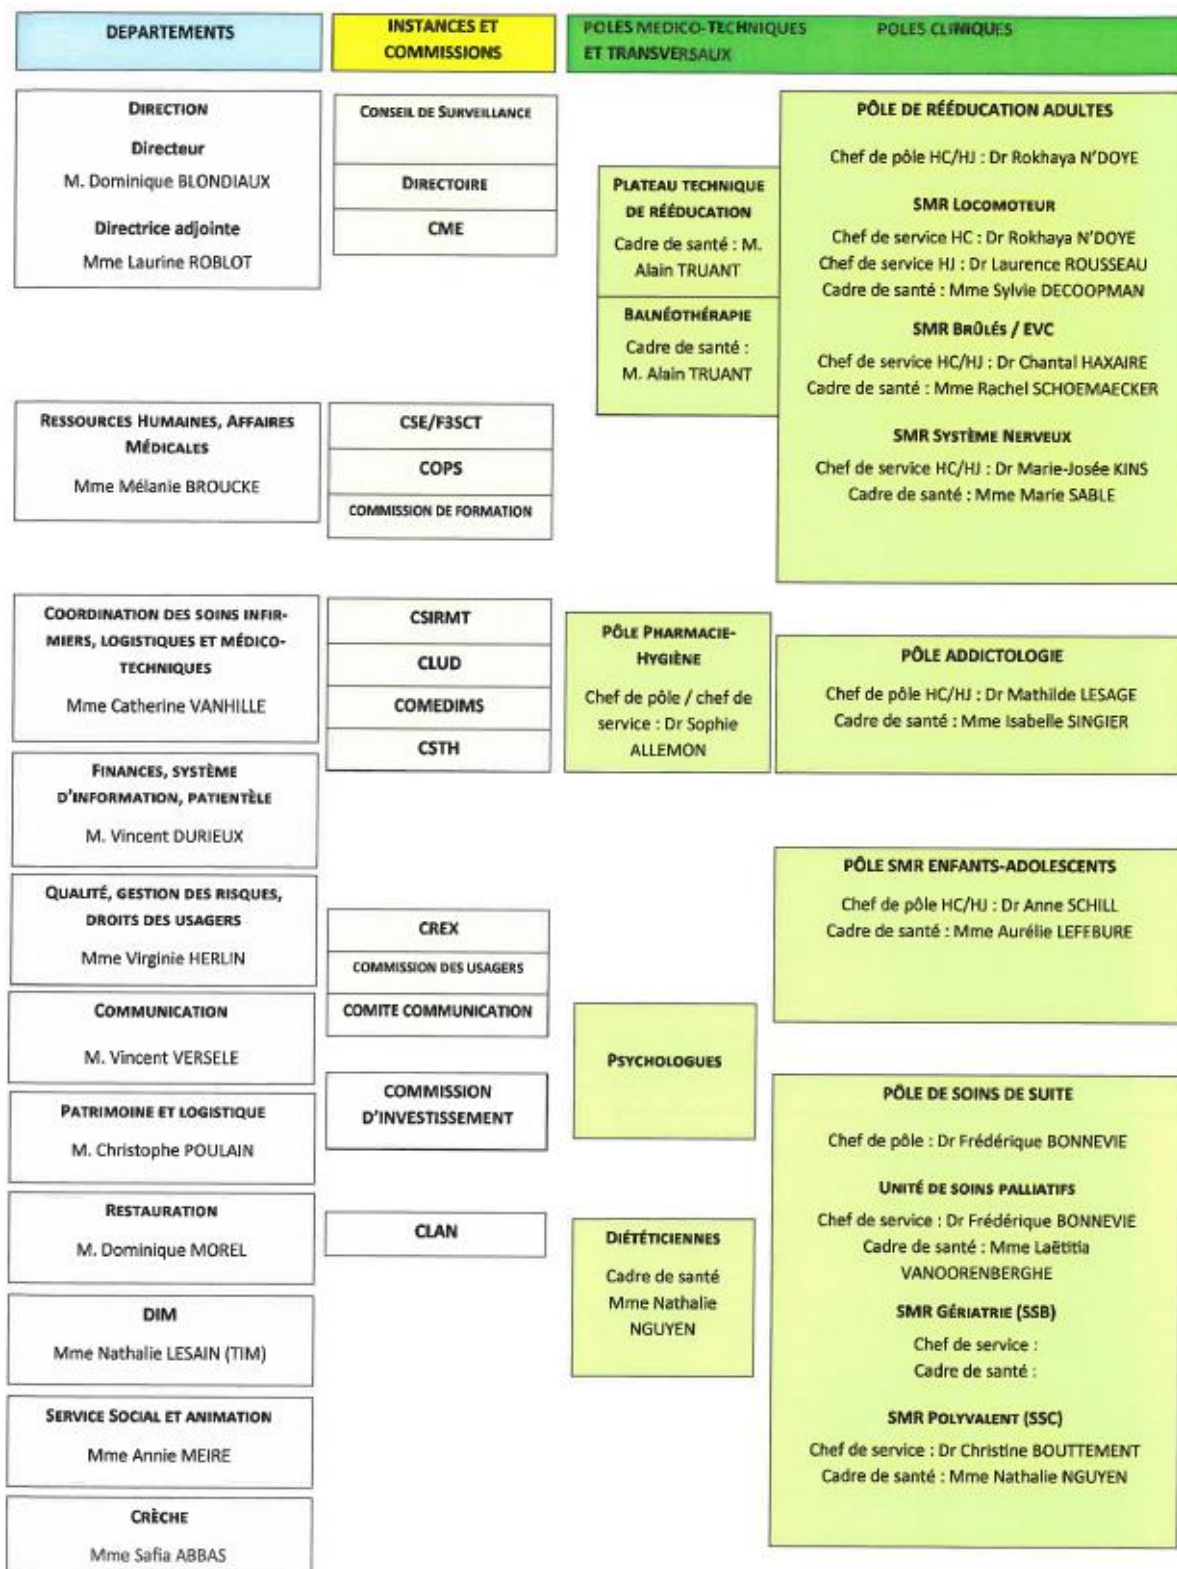 DEPARTEMENTS
DIRECTION
Directeur
M. Dominique BLONDIAUX
Directrice adjointe
Mme Laurine ROBLOT
RESSOURCES HUMAINES, AFFAIRES
MÉDICALES
Mme Mélanie BROUCKE
COORDINATION DES SOINS INFIR-
MIERS, LOGISTIQUES ET MÉDICO-
TECHNIQUES
Mme Catherine VANHILLE
FINANCES, SYSTÈME
D'INFORMATION, PATIENTÈLE
M. Vincent DURIEUX
QUALITÉ, GESTION DES RISQUES,
DROITS DES USAGERS
Mme Virginie HERLIN
COMMUNICATION
M. Vincent VERSELE
PATRIMOINE ET LOGISTIQUE
M. Christophe POULAIN
RESTAURATION
M. Dominique MOREL
DIM
Mme Nathalie LESAIN (TIM)
SERVICE SOCIAL ET ANIMATION
Mme Annie MEIRE
CRÈCHE
Mme Safia ABBAS
INSTANCES ET
COMMISSIONS
CONSEIL DE SURVEILLANCE
DIRECTOIRE
CME
CSE/F3SCT
COPS
COMMISSION DE FORMATION
CSIRMT
CLUD
COMEDIMS
CSTH
CREX
COMMISSION DES USAGERS
COMITE COMMUNICATION
COMMISSION
D'INVESTISSEMENT
CLAN
POLES MEDICO-TECHNIQUES
ET TRANSVERSAUX
PLATEAU TECHNIQUE
DE RÉÉDUCATION
Cadre de santé : M.
Alain TRUANT
BALNÉOTHÉRAPIE
Cadre de santé :
M. Alain TRUANT
PÔLE PHARMACIE-
HYGIÈNE
Chef de pôle / chef de
service : Dr Sophie
ALLEMON
PSYCHOLOGUES
DIÉTÉTICIENNES
Cadre de santé
Mme Nathalie
NGUYEN
POLES CLINIQUES
PÔLE DE RÉÉDUCATION ADULTES
Chef de pôle HC/HJ : Dr Rokhaya N'DOYE
SMR LOCOMOTEUR
Chef de service HC : Dr Rokhaya N'DOYE
Chef de service HJ : Dr Laurence ROUSSEAU
Cadre de santé : Mme Sylvie DECOOPMAN
SMR BRÛLÉS / EVC
Chef de service HC/HJ : Dr Chantal HAXAIRE
Cadre de santé : Mme Rachel SCHOEMAECKER
SMR SYSTÈME NERVEUX
Chef de service HC/HJ : Dr Marie-Josée KINS
Cadre de santé : Mme Marie SABLE
PÔLE ADDICTOLOGIE
Chef de pôle HC/HJ : Dr Mathilde LESAGE
Cadre de santé : Mme Isabelle SINGIER
PÔLE SMR ENFANTS-ADOLESCENTS
Chef de pôle HC/HJ : Dr Anne SCHILL
Cadre de santé : Mme Aurélie LEFEBURE
PÔLE DE SOINS DE SUITE
Chef de pôle : Dr Frédérique BONNEVIE
UNITÉ DE SOINS PALLIATIFS
Chef de service : Dr Frédérique BONNEVIE
Cadre de santé : Mme Laëtitia
VANOORENBERGHE
SMR GÉRIATRIE (SSB)
Chef de service :
Cadre de santé :
SMR POLYVALENT (SSC)
Chef de service : Dr Christine BOUTTEMENT
Cadre de santé : Mme Nathalie NGUYEN